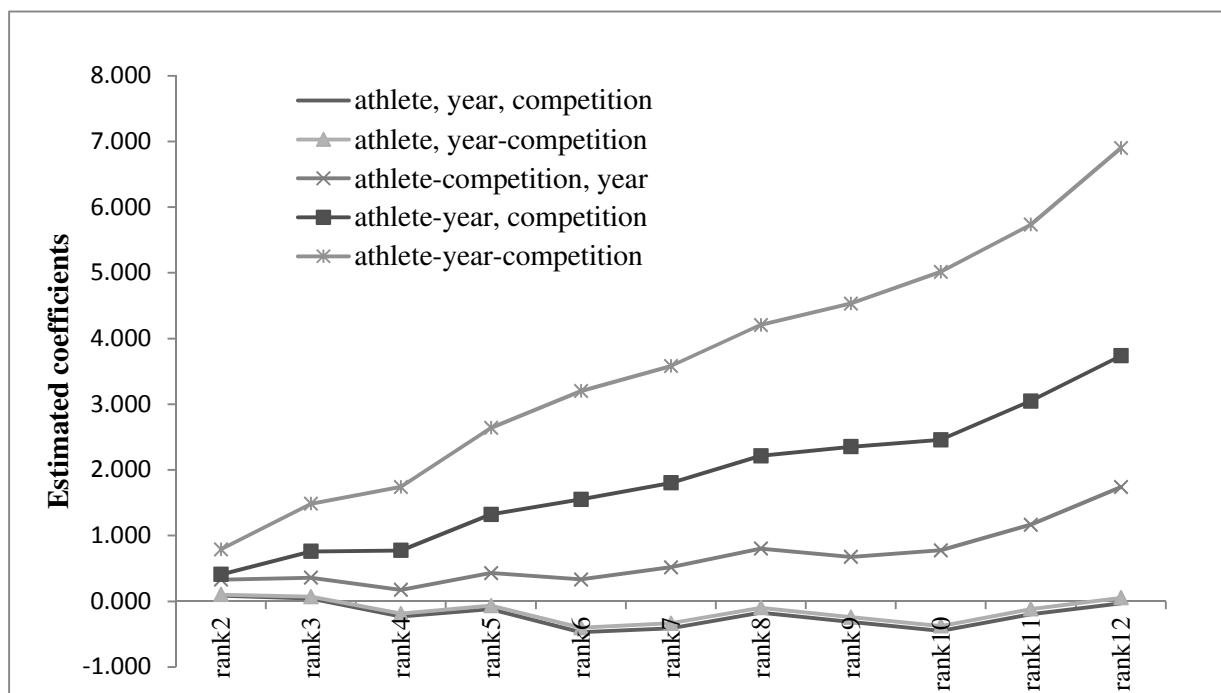 8.000
7.000
6.000
5.000
4.000
3.000
2.000
1.000
0.000
-1.000
Estimated coefficients
athlete, year, competition
athlete, year-competition
athlete-competition, year
athlete-year, competition
athlete-year-competition
rank2
rank3
rank4
rank5
rank6
rank7
rank8
rank9
rank10
rank11
rank12